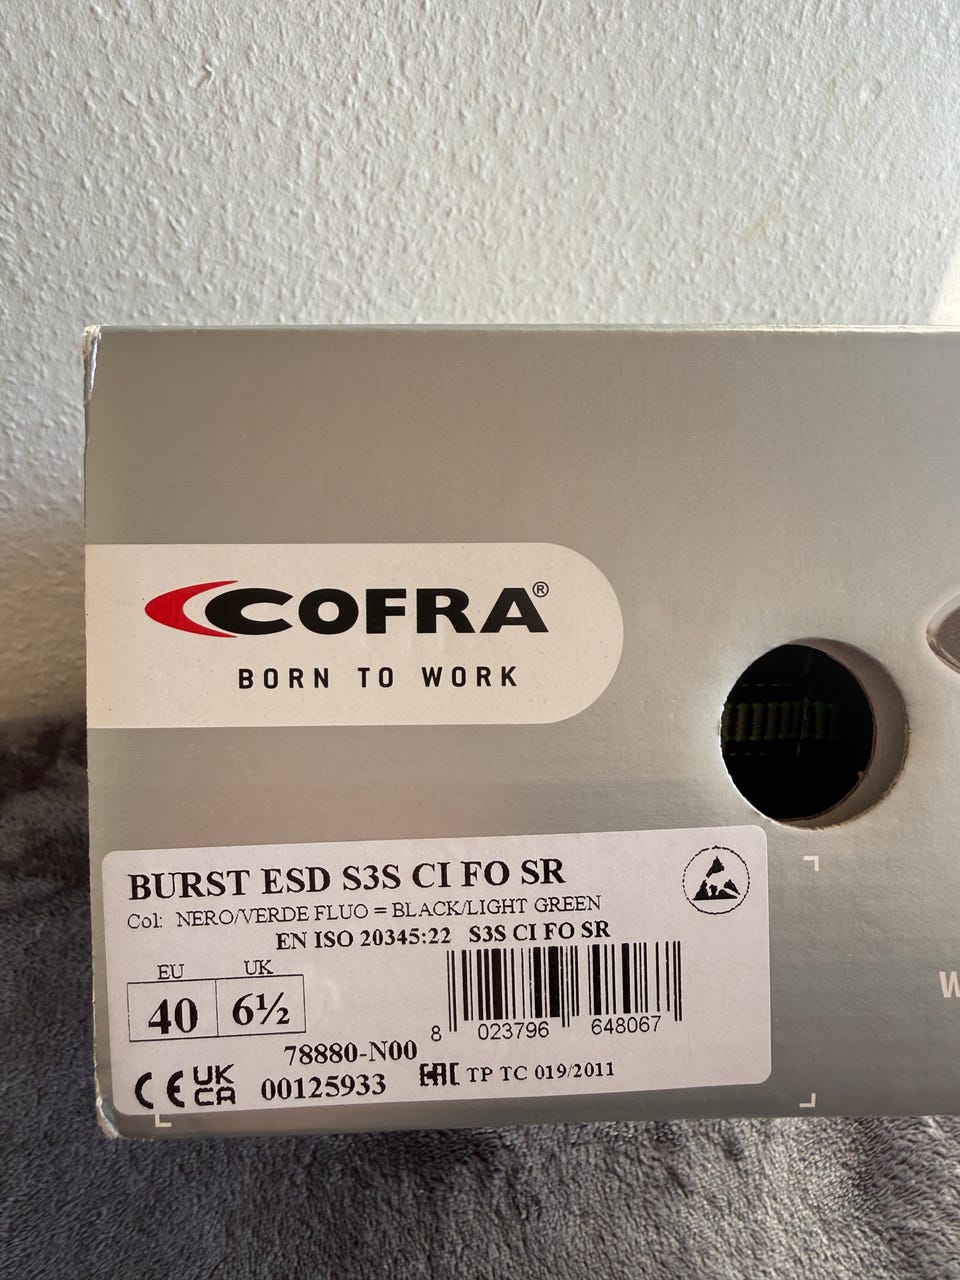 COFRA®
BORN TO WORK
BURST ESD S3S CI FO SR
Col: NERO/VERDE FLUO = BLACK/LIGHT GREEN
EN ISO 20345:22 S3S CI FO SR
EU UK
40 6½
8 023796 648067
78880-N00
CE UK CA 00125933 EAC TP TC 019/2011
W